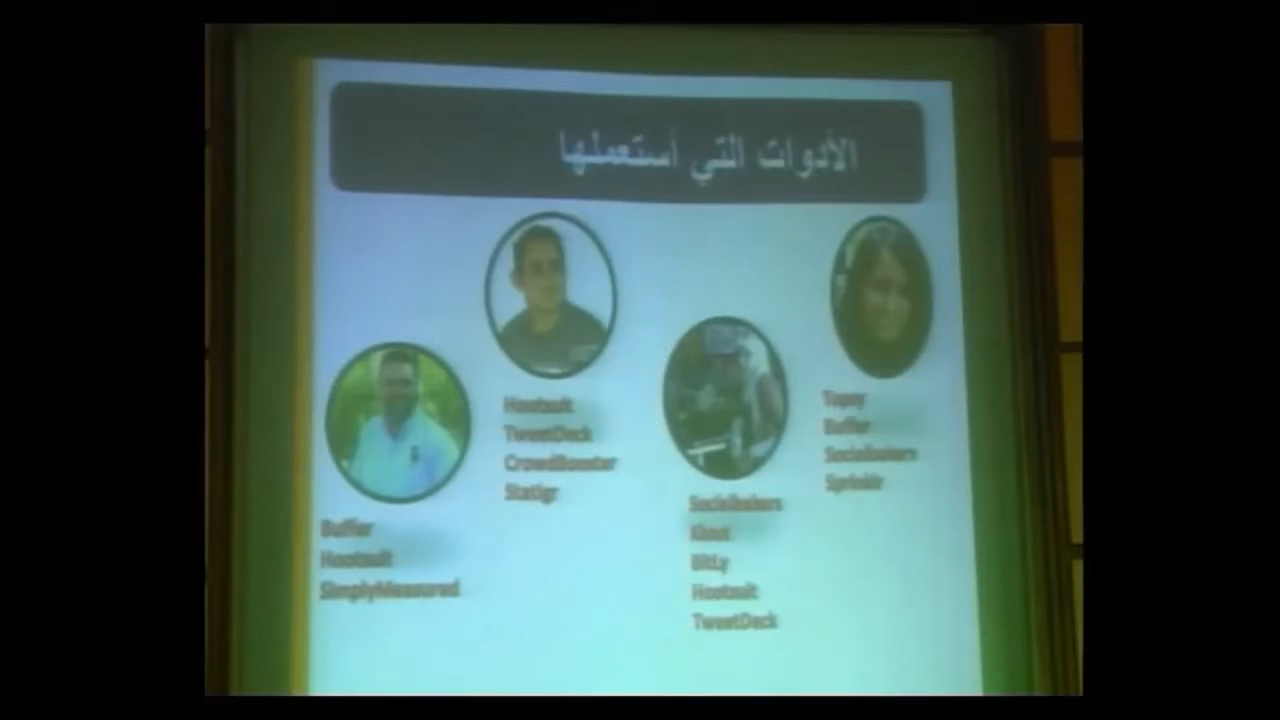 الأدوات التي أستعملها
Topsy
Buffer
Socialbakers
Sprinklr
Socialbakers
Klout
BitLy
Hootsuit
TweetDeck
Hootsuit
TweetDeck
CrowdBooster
Statigr
Buffer
Hootsuit
SimplyMeasured